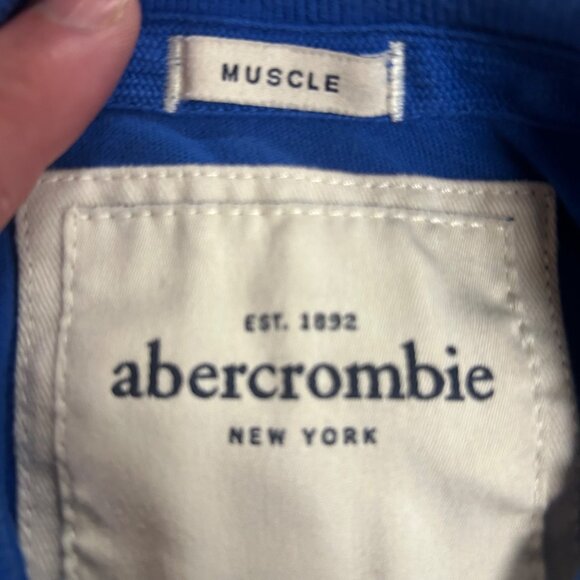 MUSCLE
EST. 1892
abercrombie
NEW YORK